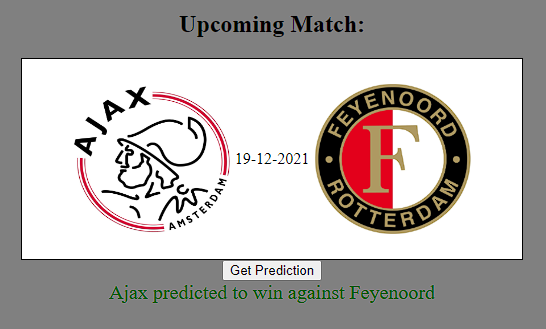 Upcoming Match:
AJAX
AMSTERDAM
19-12-2021
FEYENOORD
F
ROTTERDAM
Get Prediction
Ajax predicted to win against Feyenoord